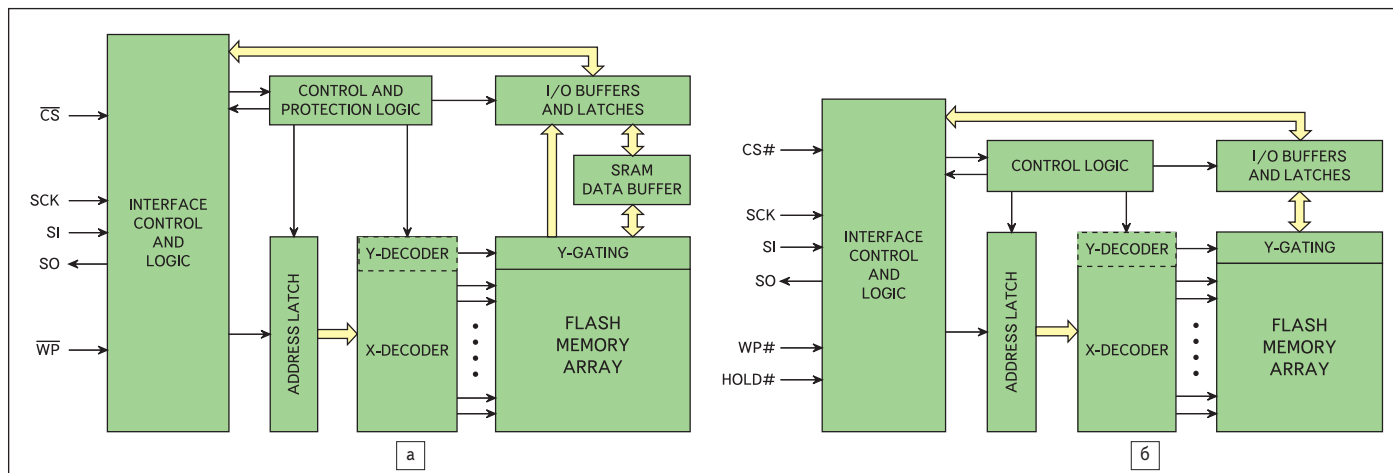 CS
SCK
SI
SO
WP
INTERFACE
CONTROL
AND
LOGIC
CONTROL AND
PROTECTION LOGIC
I/O BUFFERS
AND LATCHES
SRAM
DATA BUFFER
ADDRESS LATCH
Y-DECODER
X-DECODER
Y-GATING
FLASH
MEMORY
ARRAY
а
CS#
SCK
SI
SO
WP#
HOLD#
INTERFACE
CONTROL
AND
LOGIC
CONTROL LOGIC
I/O BUFFERS
AND LATCHES
ADDRESS LATCH
Y-DECODER
X-DECODER
Y-GATING
FLASH
MEMORY
ARRAY
б